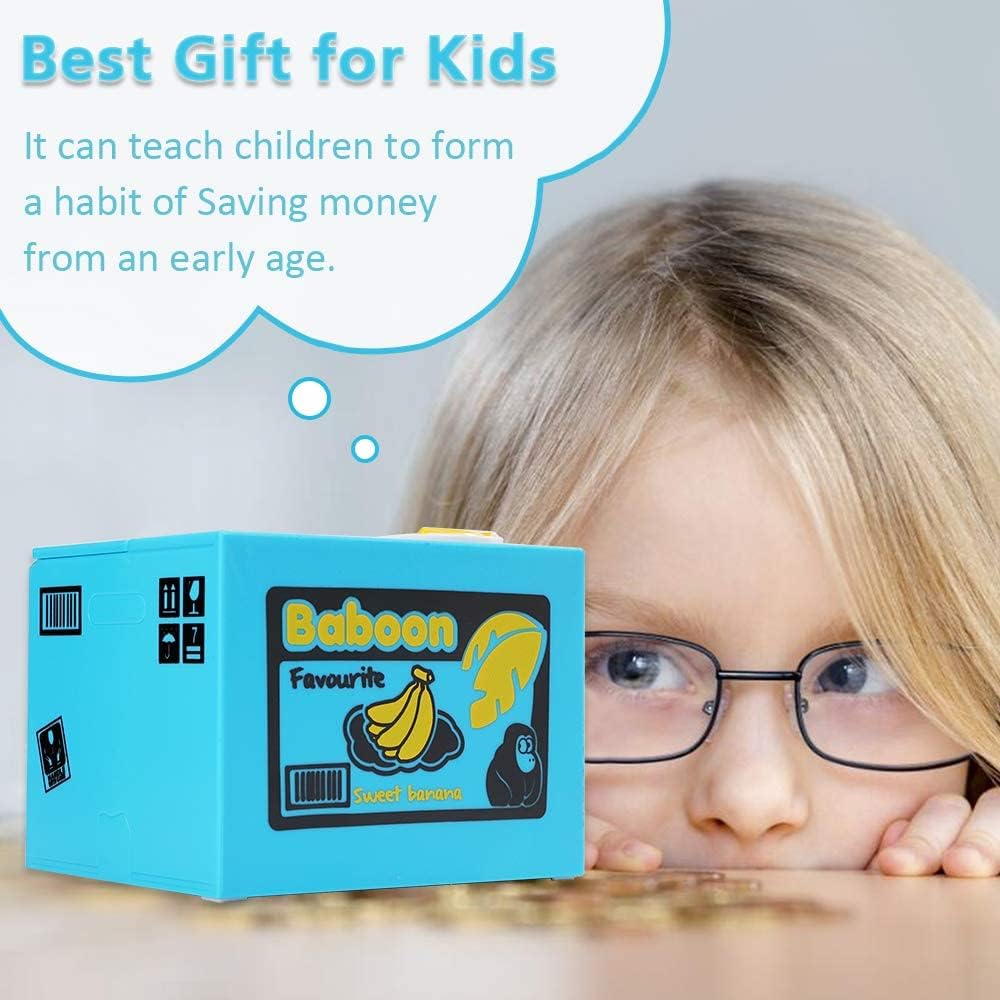 Best Gift for Kids
It can teach children to form
a habit of Saving money
from an early age.
Baboon
Favourite
Sweet banana
7